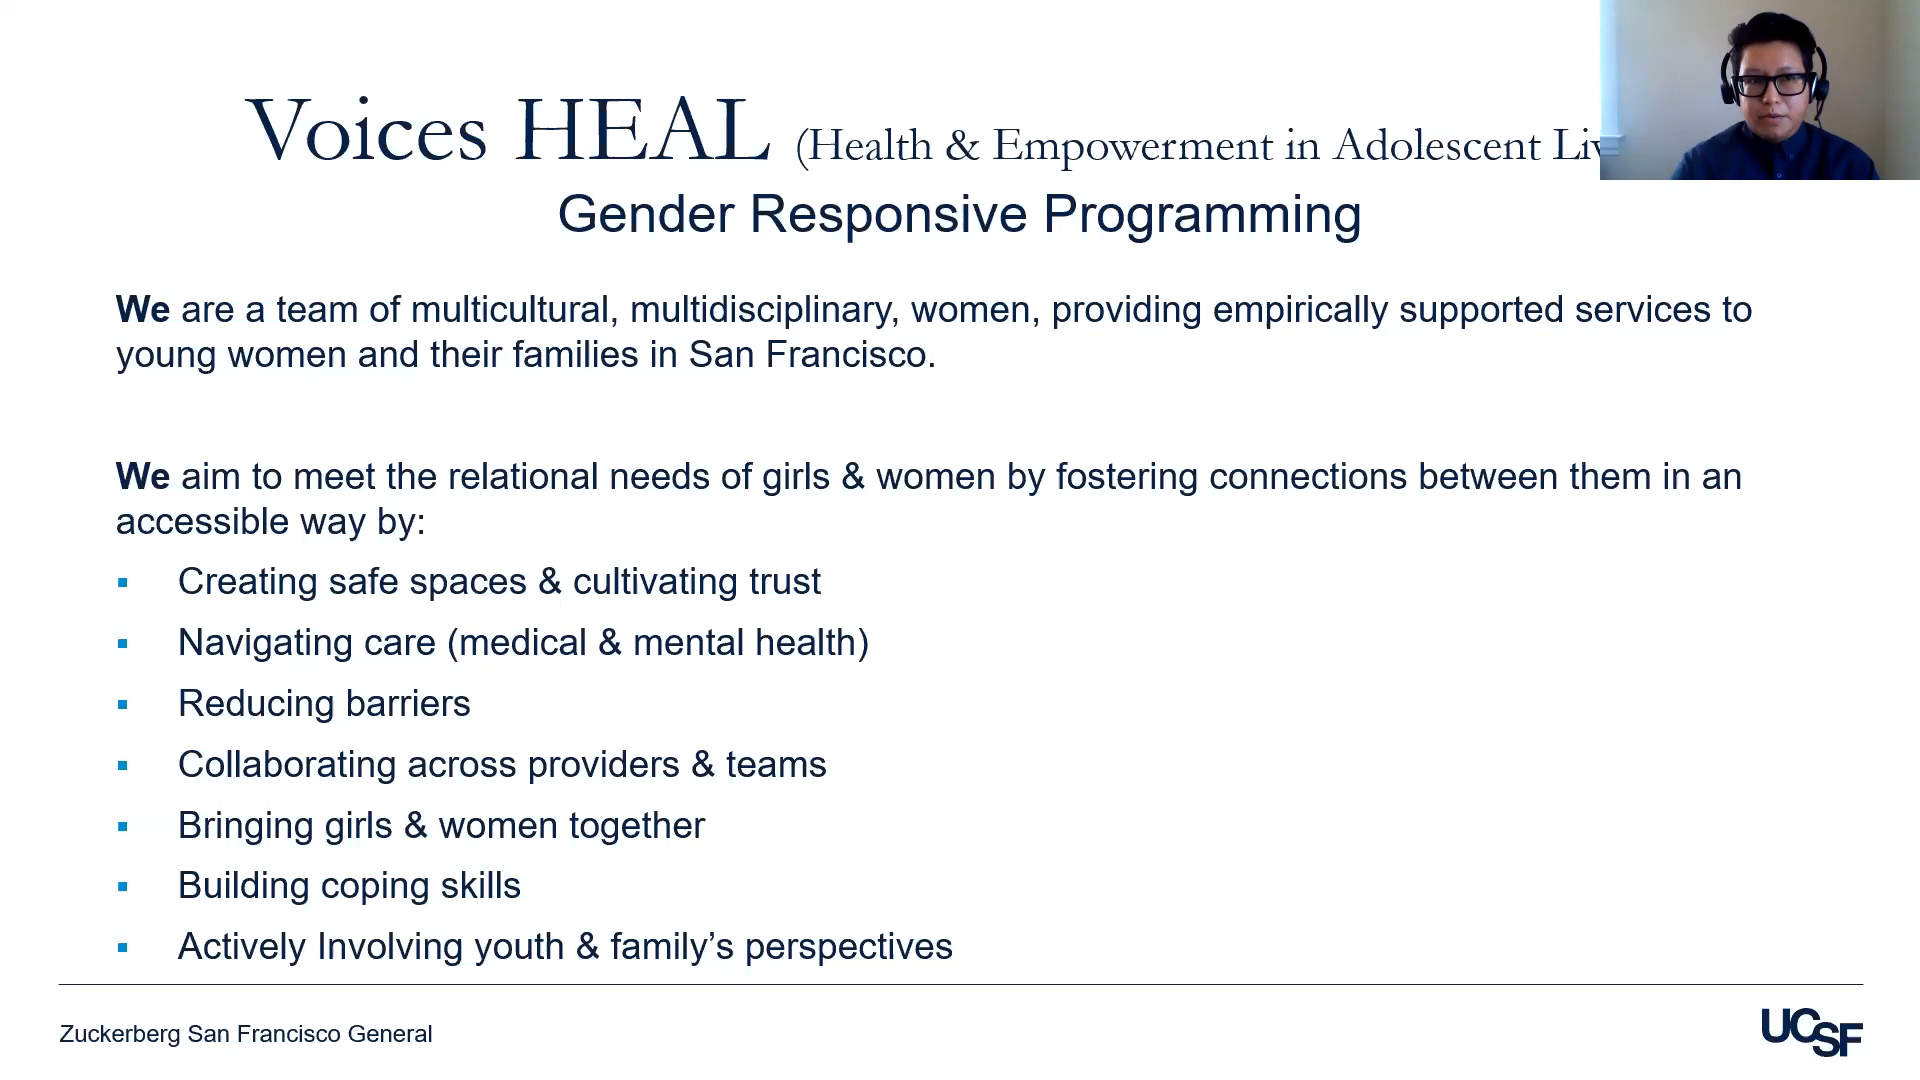 Voices HEAL (Health & Empowerment in Adolescent
Gender Responsive Programming
We are a team of multicultural, multidisciplinary, women, providing empirically supported services to
young women and their families in San Francisco.
We aim to meet the relational needs of girls & women by fostering connections between them in an
accessible way by:
▪ Creating safe spaces & cultivating trust
▪ Navigating care (medical & mental health)
▪ Reducing barriers
▪ Collaborating across providers & teams
▪ Bringing girls & women together
▪ Building coping skills
▪ Actively Involving youth & family’s perspectives
Zuckerberg San Francisco General
UCSF